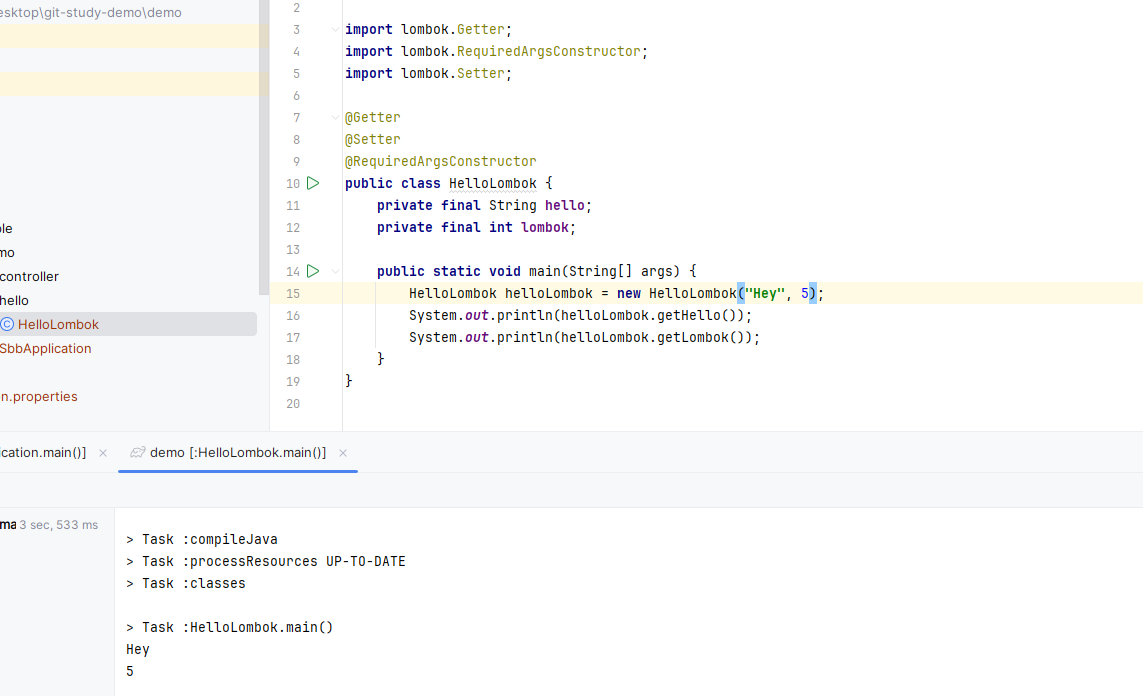 esktop\git-study-demo\demo
controller
hello
HelloLombok
SbbApplication
n.properties
2
3 import lombok.Getter;
4 import lombok.RequiredArgsConstructor;
5 import lombok.Setter;
6
7 @Getter
8 @Setter
9 @RequiredArgsConstructor
10 public class HelloLombok {
11 private final String hello;
12 private final int lombok;
13
14 public static void main(String[] args) {
15 HelloLombok helloLombok = new HelloLombok("Hey", 5);
16 System.out.println(helloLombok.getHello());
17 System.out.println(helloLombok.getLombok());
18 }
19 }
20
ication.main()] × demo [:HelloLombok.main()] ×
ma 3 sec, 533 ms
> Task :compileJava
> Task :processResources UP-TO-DATE
> Task :classes
> Task :HelloLombok.main()
Hey
5